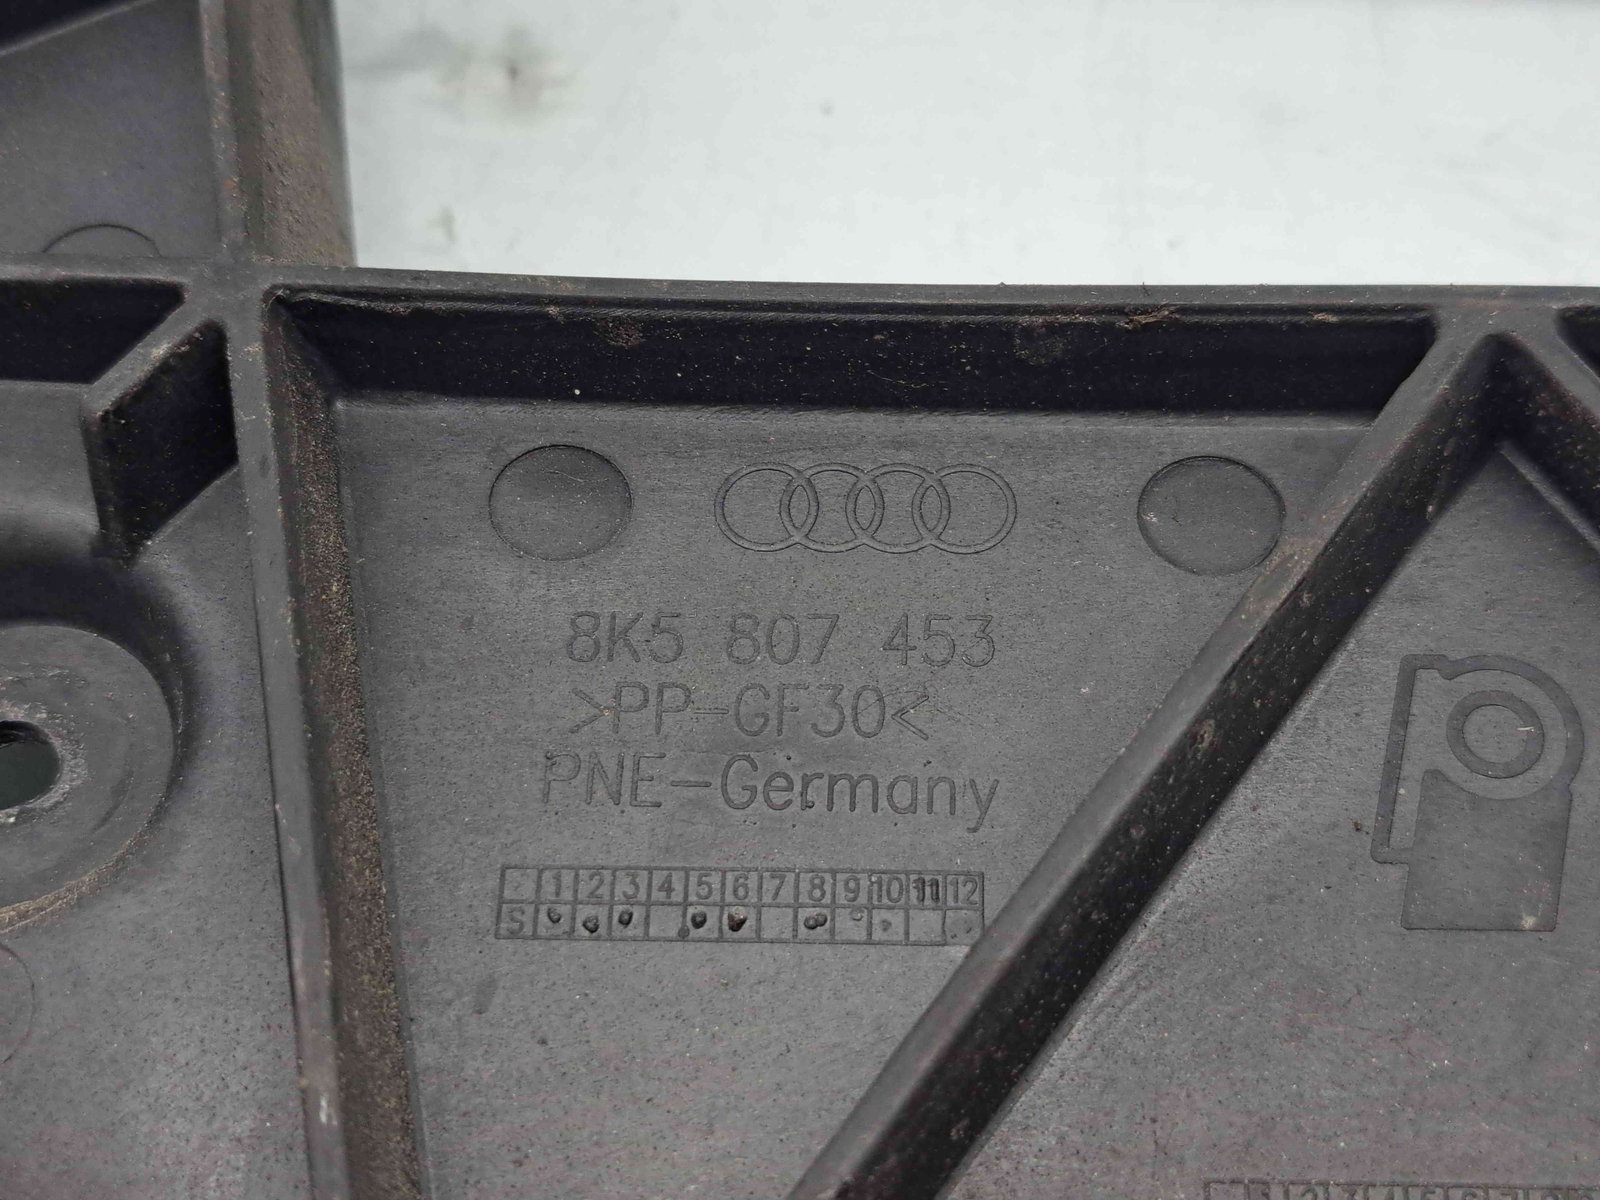 8K5 807 453
>PP-GF30<
PNE-Germany
1 2 3 4 5 6 7 8 9 10 11 12
S